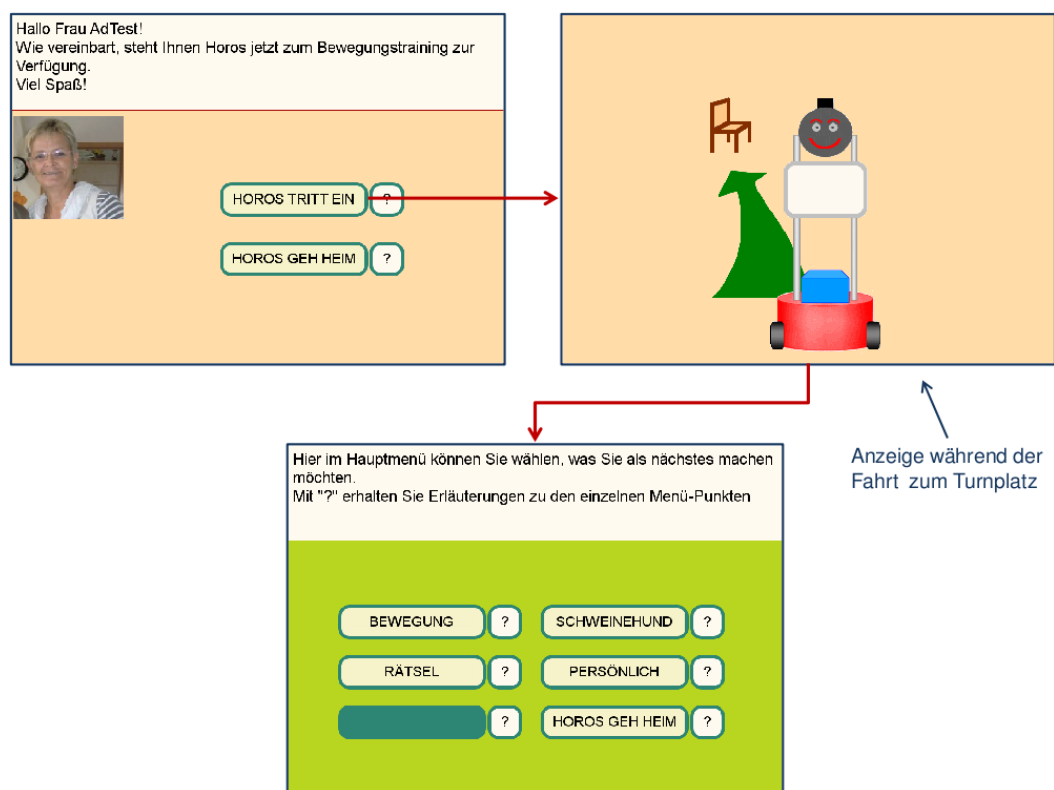 Hallo Frau AdTest!
Wie vereinbart, steht Ihnen Horos jetzt zum Bewegungstraining zur
Verfügung.
Viel Spaß!
HOROS TRITT EIN ?
HOROS GEH HEIM ?
Anzeige während der
Fahrt zum Turnplatz
Hier im Hauptmenü können Sie wählen, was Sie als nächstes machen
möchten.
Mit "?" erhalten Sie Erläuterungen zu den einzelnen Menü-Punkten
BEWEGUNG ? SCHWEINEHUND ?
RÄTSEL ? PERSÖNLICH ?
? HOROS GEH HEIM ?